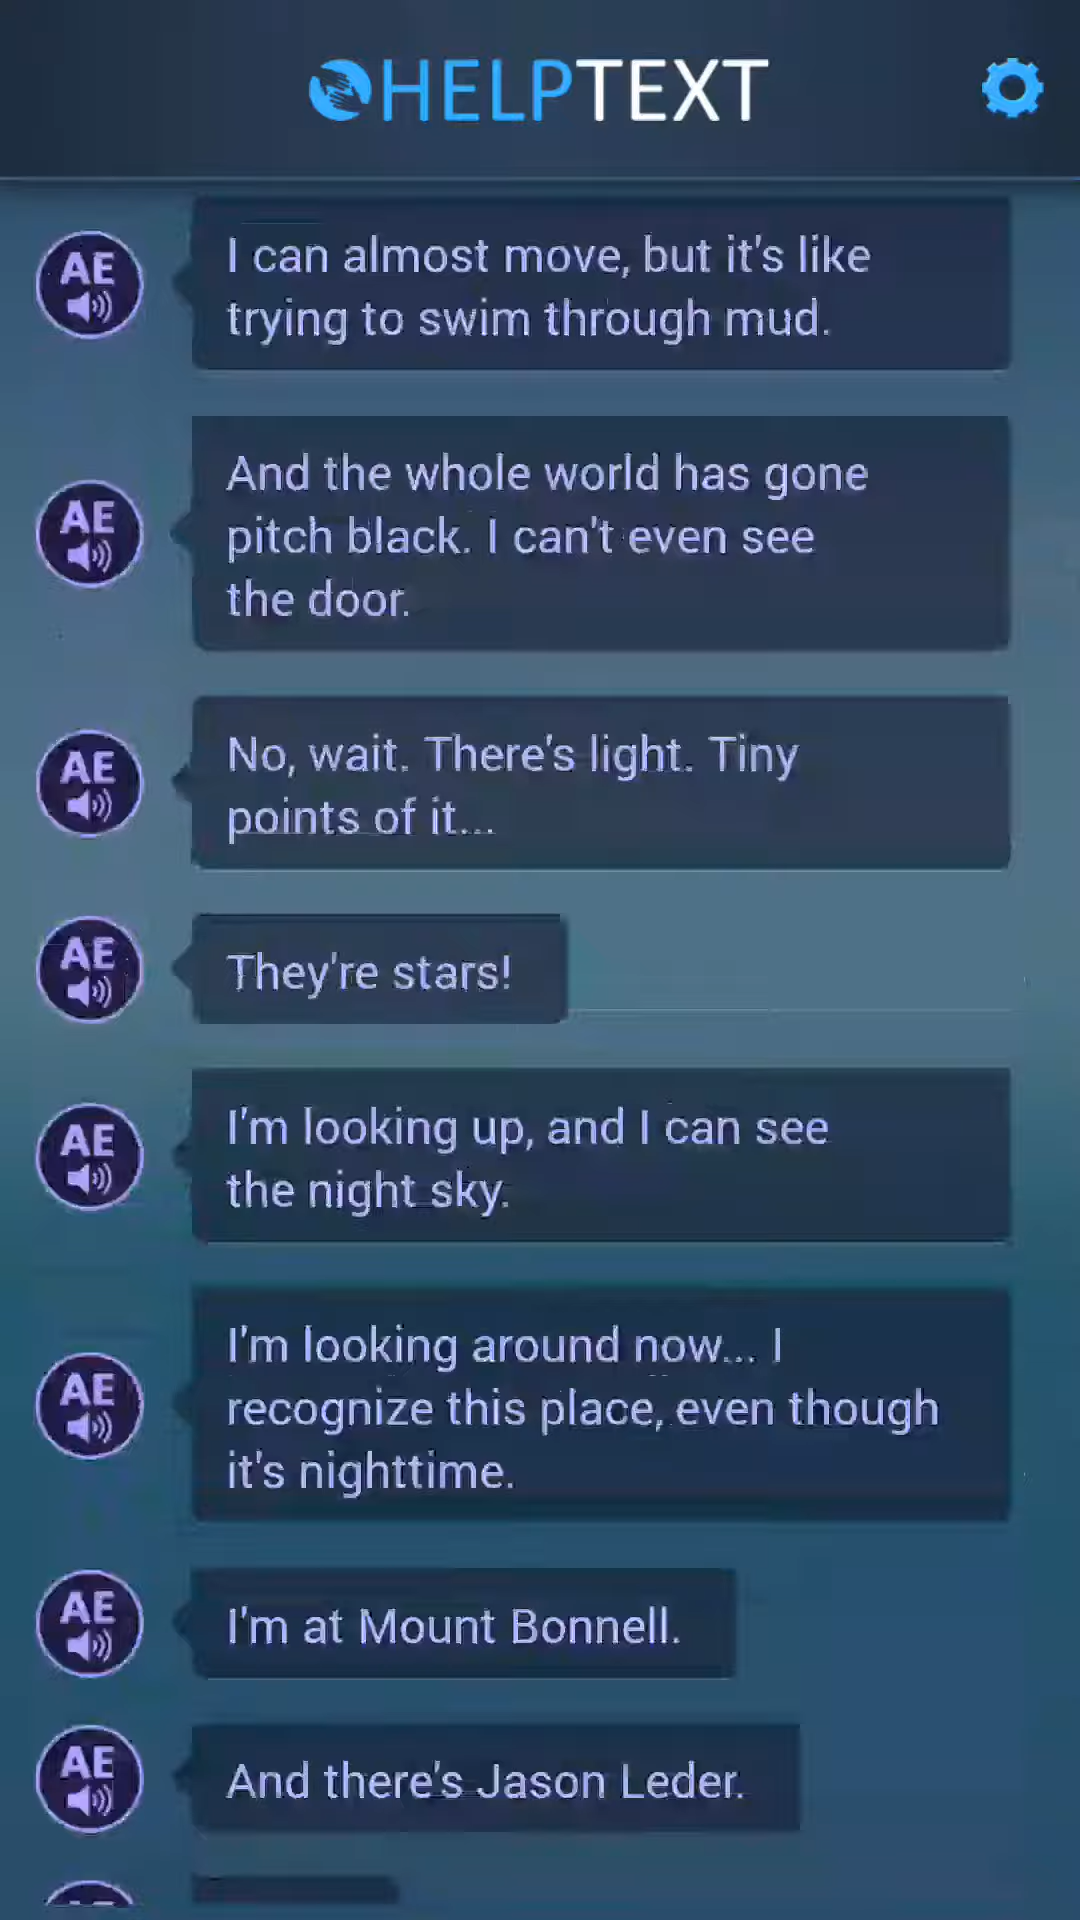 HELPTEXT
AE
I can almost move, but it's like
trying to swim through mud.
AE
And the whole world has gone
pitch black. I can't even see
the door.
AE
No, wait. There's light. Tiny
points of it...
AE
They're stars!
AE
I'm looking up, and I can see
the night sky.
AE
I'm looking around now... I
recognize this place, even though
it's nighttime.
AE
I'm at Mount Bonnell.
AE
And there's Jason Leder.